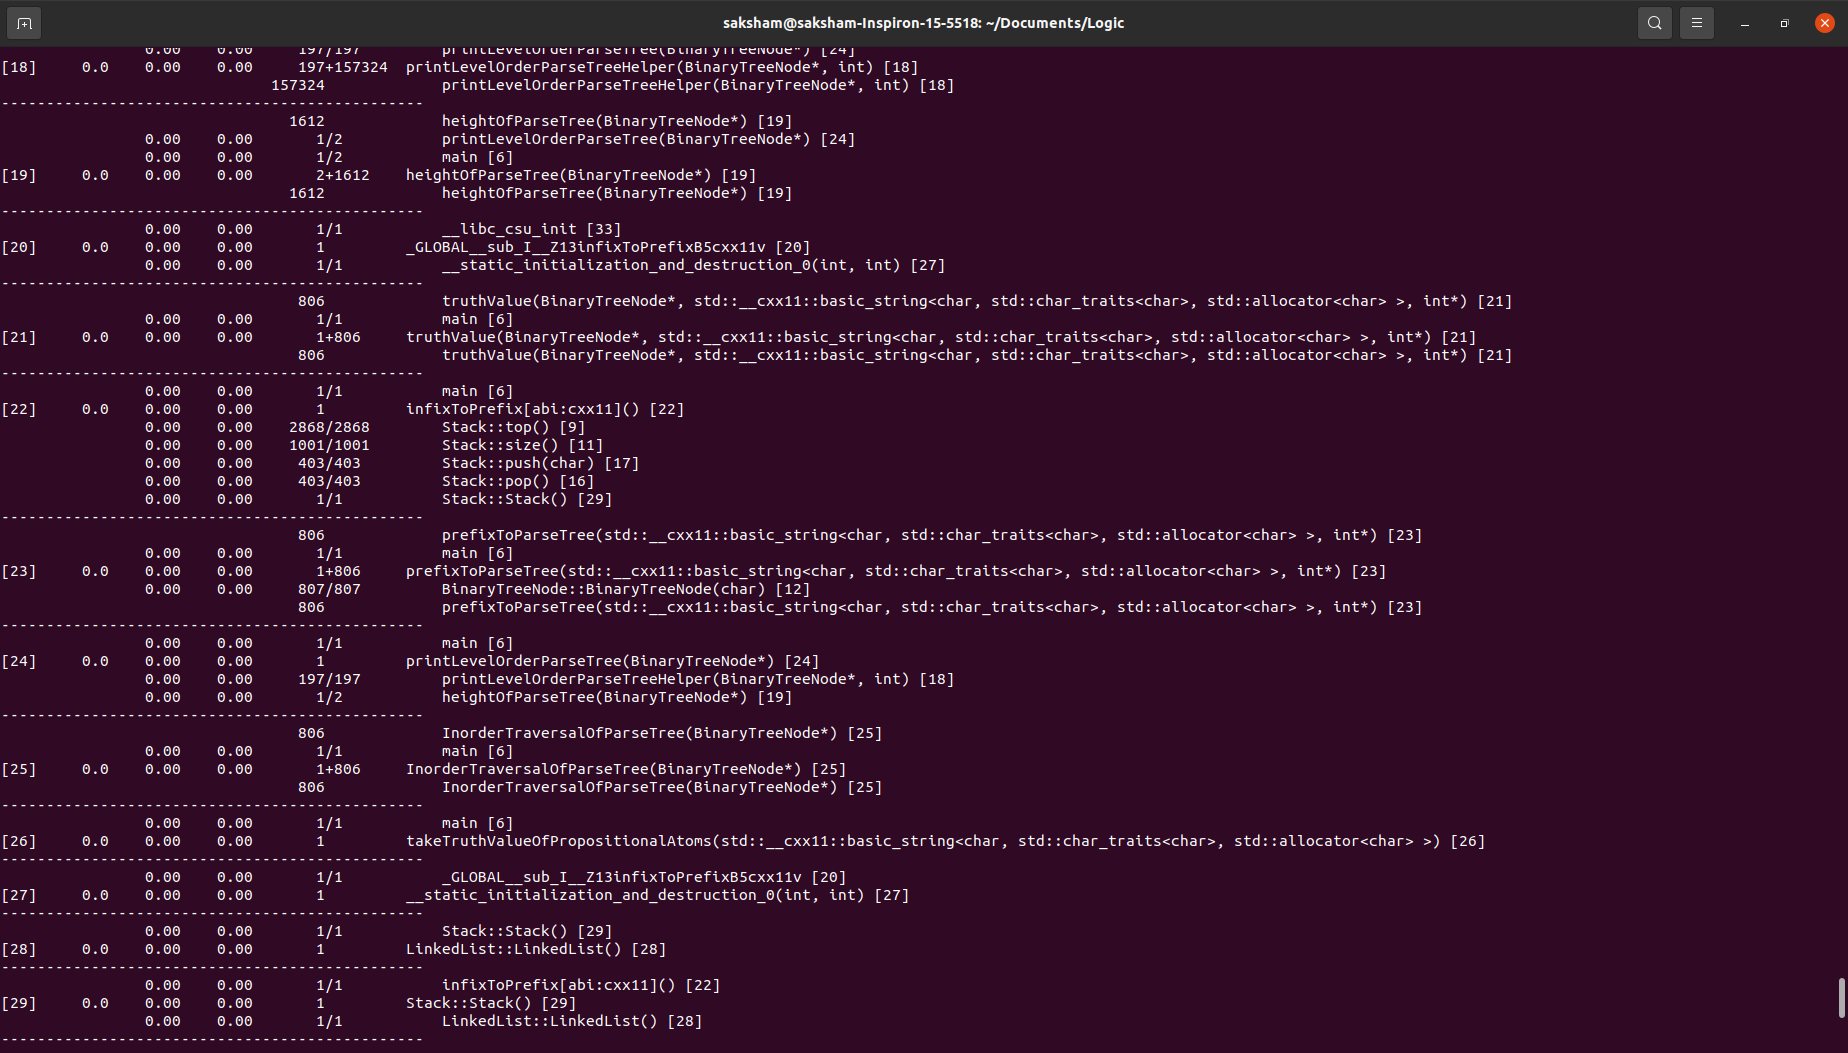 saksham@saksham-Inspiron-15-5518: ~/Documents/Logic
0.00 0.00 197/197 printLevelOrderParseTree(BinaryTreeNode*) [24]
[18] 0.0 0.00 0.00 197+157324 printLevelOrderParseTreeHelper(BinaryTreeNode*, int) [18]
157324 printLevelOrderParseTreeHelper(BinaryTreeNode*, int) [18]
-----------------------------------------------
1612 heightOfParseTree(BinaryTreeNode*) [19]
0.00 0.00 1/2 printLevelOrderParseTree(BinaryTreeNode*) [24]
0.00 0.00 1/2 main [6]
[19] 0.0 0.00 0.00 2+1612 heightOfParseTree(BinaryTreeNode*) [19]
1612 heightOfParseTree(BinaryTreeNode*) [19]
-----------------------------------------------
0.00 0.00 1/1 __libc_csu_init [33]
[20] 0.0 0.00 0.00 1 _GLOBAL__sub_I__Z13infixToPrefixB5cxx11v [20]
0.00 0.00 1/1 __static_initialization_and_destruction_0(int, int) [27]
-----------------------------------------------
806 truthValue(BinaryTreeNode*, std::__cxx11::basic_string<char, std::char_traits<char>, std::allocator<char> >, int*) [21]
0.00 0.00 1/1 main [6]
[21] 0.0 0.00 0.00 1+806 truthValue(BinaryTreeNode*, std::__cxx11::basic_string<char, std::char_traits<char>, std::allocator<char> >, int*) [21]
806 truthValue(BinaryTreeNode*, std::__cxx11::basic_string<char, std::char_traits<char>, std::allocator<char> >, int*) [21]
-----------------------------------------------
0.00 0.00 1/1 main [6]
[22] 0.0 0.00 0.00 1 infixToPrefix[abi:cxx11]() [22]
0.00 0.00 2868/2868 Stack::top() [9]
0.00 0.00 1001/1001 Stack::size() [11]
0.00 0.00 403/403 Stack::push(char) [17]
0.00 0.00 403/403 Stack::pop() [16]
0.00 0.00 1/1 Stack::Stack() [29]
-----------------------------------------------
806 prefixToParseTree(std::__cxx11::basic_string<char, std::char_traits<char>, std::allocator<char> >, int*) [23]
0.00 0.00 1/1 main [6]
[23] 0.0 0.00 0.00 1+806 prefixToParseTree(std::__cxx11::basic_string<char, std::char_traits<char>, std::allocator<char> >, int*) [23]
0.00 0.00 807/807 BinaryTreeNode::BinaryTreeNode(char) [12]
806 prefixToParseTree(std::__cxx11::basic_string<char, std::char_traits<char>, std::allocator<char> >, int*) [23]
-----------------------------------------------
0.00 0.00 1/1 main [6]
[24] 0.0 0.00 0.00 1 printLevelOrderParseTree(BinaryTreeNode*) [24]
0.00 0.00 197/197 printLevelOrderParseTreeHelper(BinaryTreeNode*, int) [18]
0.00 0.00 1/2 heightOfParseTree(BinaryTreeNode*) [19]
-----------------------------------------------
806 InorderTraversalOfParseTree(BinaryTreeNode*) [25]
0.00 0.00 1/1 main [6]
[25] 0.0 0.00 0.00 1+806 InorderTraversalOfParseTree(BinaryTreeNode*) [25]
806 InorderTraversalOfParseTree(BinaryTreeNode*) [25]
-----------------------------------------------
0.00 0.00 1/1 main [6]
[26] 0.0 0.00 0.00 1 takeTruthValueOfPropositionalAtoms(std::__cxx11::basic_string<char, std::char_traits<char>, std::allocator<char> >) [26]
-----------------------------------------------
0.00 0.00 1/1 _GLOBAL__sub_I__Z13infixToPrefixB5cxx11v [20]
[27] 0.0 0.00 0.00 1 __static_initialization_and_destruction_0(int, int) [27]
-----------------------------------------------
0.00 0.00 1/1 Stack::Stack() [29]
[28] 0.0 0.00 0.00 1 LinkedList::LinkedList() [28]
-----------------------------------------------
0.00 0.00 1/1 infixToPrefix[abi:cxx11]() [22]
[29] 0.0 0.00 0.00 1 Stack::Stack() [29]
0.00 0.00 1/1 LinkedList::LinkedList() [28]
-----------------------------------------------